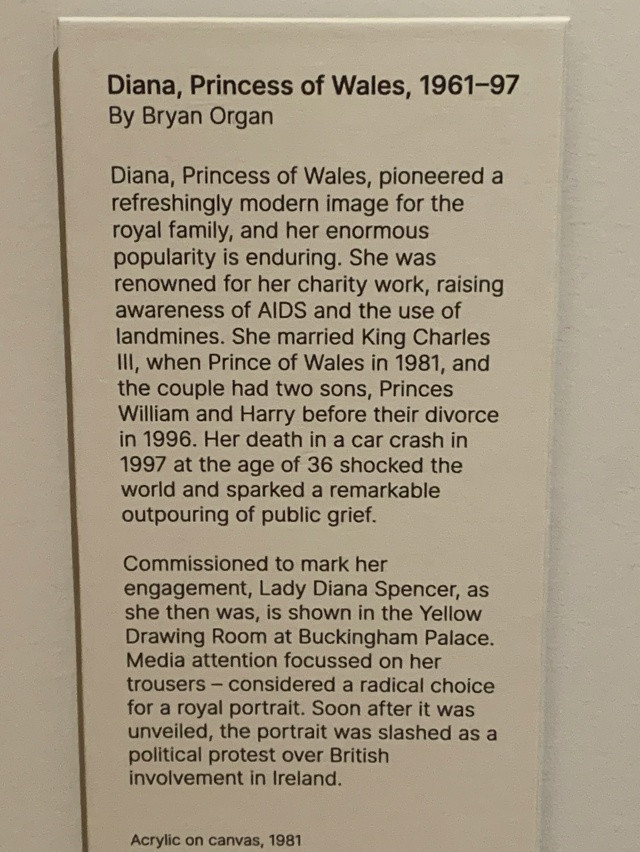 Diana, Princess of Wales, 1961–97
By Bryan Organ
Diana, Princess of Wales, pioneered a
refreshingly modern image for the
royal family, and her enormous
popularity is enduring. She was
renowned for her charity work, raising
awareness of AIDS and the use of
landmines. She married King Charles
III, when Prince of Wales in 1981, and
the couple had two sons, Princes
William and Harry before their divorce
in 1996. Her death in a car crash in
1997 at the age of 36 shocked the
world and sparked a remarkable
outpouring of public grief.
Commissioned to mark her
engagement, Lady Diana Spencer, as
she then was, is shown in the Yellow
Drawing Room at Buckingham Palace.
Media attention focussed on her
trousers – considered a radical choice
for a royal portrait. Soon after it was
unveiled, the portrait was slashed as a
political protest over British
involvement in Ireland.
Acrylic on canvas, 1981